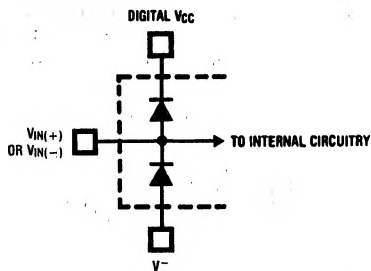 DIGITAL VCC
VIN(+)
OR VIN(−)
TO INTERNAL CIRCUITRY
V−